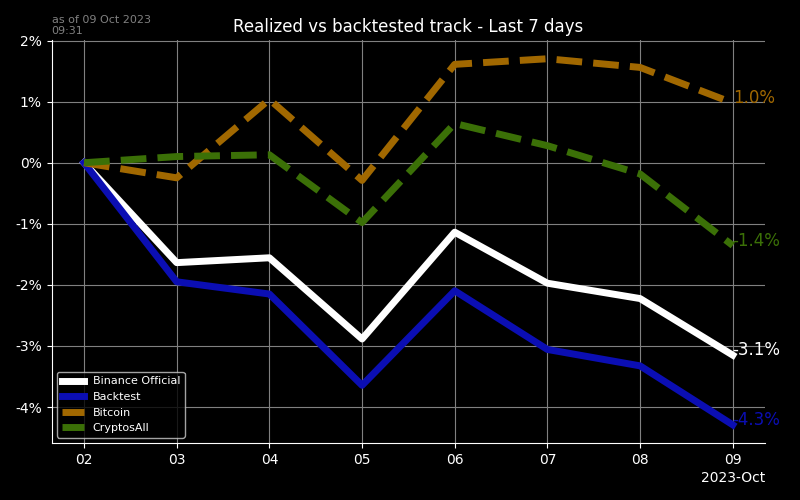 as of 09 Oct 2023
09:31
Realized vs backtested track - Last 7 days
2%
1%
0%
-1%
-2%
-3%
-4%
1.0%
-1.4%
-3.1%
-4.3%
Binance Official
Backtest
Bitcoin
CryptosAll
02 03 04 05 06 07 08 09
2023-Oct